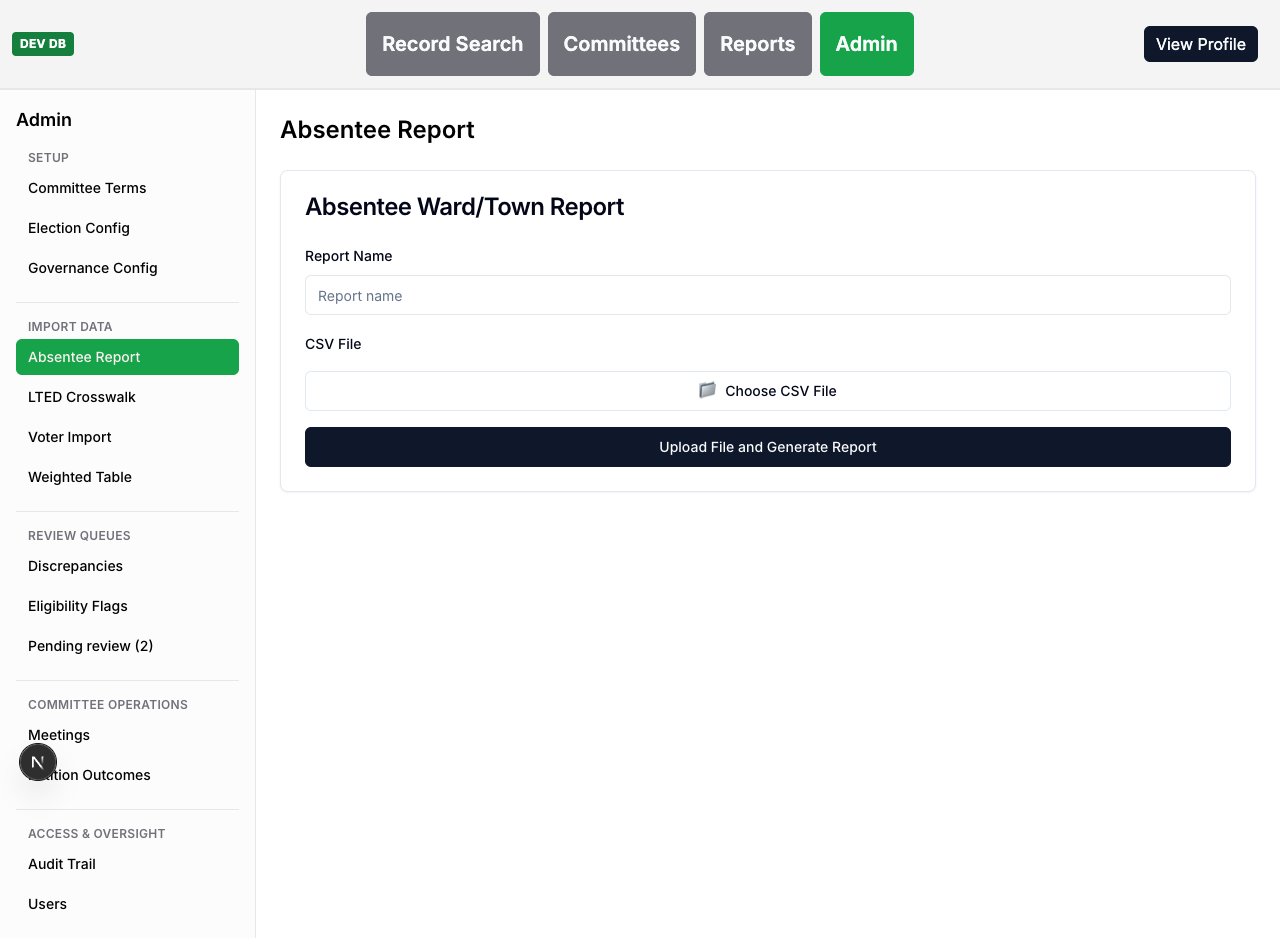 DEV DB
Record Search
Committees
Reports
Admin
View Profile
Admin
SETUP
Committee Terms
Election Config
Governance Config
IMPORT DATA
Absentee Report
LTED Crosswalk
Voter Import
Weighted Table
REVIEW QUEUES
Discrepancies
Eligibility Flags
Pending review (2)
COMMITTEE OPERATIONS
Meetings
N
Outcomes
ACCESS & OVERSIGHT
Audit Trail
Users
Absentee Report
Absentee Ward/Town Report
Report Name
Report name
CSV File
Choose CSV File
Upload File and Generate Report